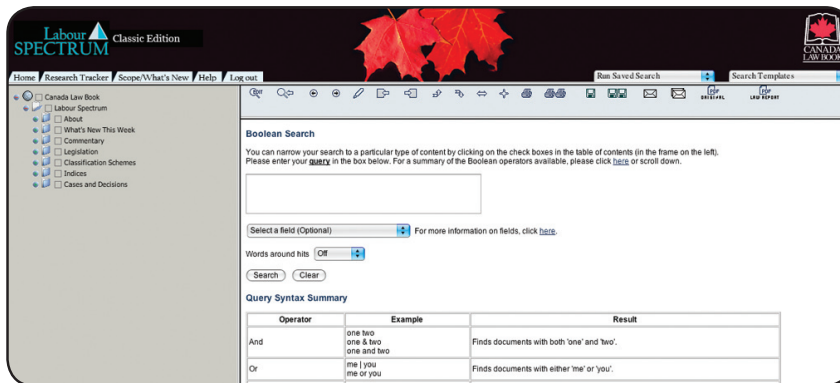 Labour
SPECTRUM
Classic Edition
CANADA
LAW BOOK
Home Research Tracker Scope/What's New Help Log out
Run Saved Search
Search Templates
Canada Law Book
Labour Spectrum
About
What's New This Week
Commentary
Legislation
Classification Schemes
Indices
Cases and Decisions
Off
PDF
ORIGINAL
PDF
LAW REPORT
Boolean Search
You can narrow your search to a particular type of content by clicking on the check boxes in the table of contents (in the frame on the left).
Please enter your query in the box below. For a summary of the Boolean operators available, please click here or scroll down.
Select a field (Optional)
For more information on fields, click here.
Words around hits Off
Search Clear
Query Syntax Summary
Operator Example Result
And
one two
one & two
one and two
Finds documents with both 'one' and 'two'.
Or
me | you
me or you
Finds documents with either 'me' or 'you'.